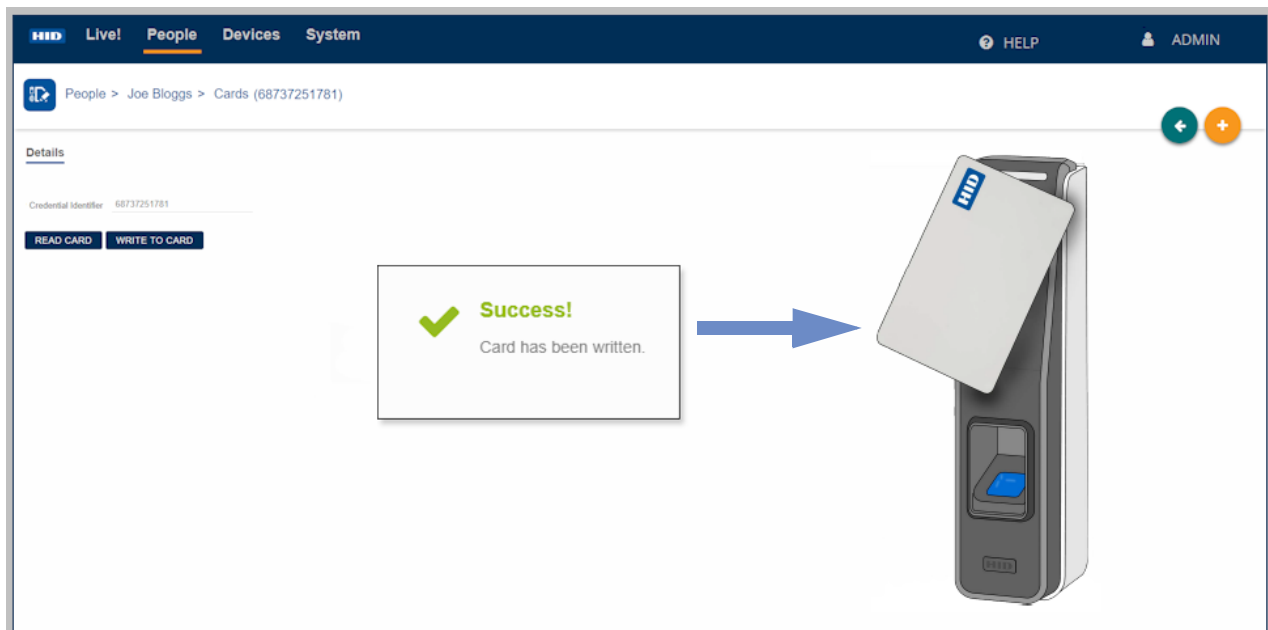 HID Live! People Devices System HELP ADMIN
People > Joe Bloggs > Cards (68737251781)
Details
Credential Identifier 68737251781
READ CARD WRITE TO CARD
Success!
Card has been written.
HID